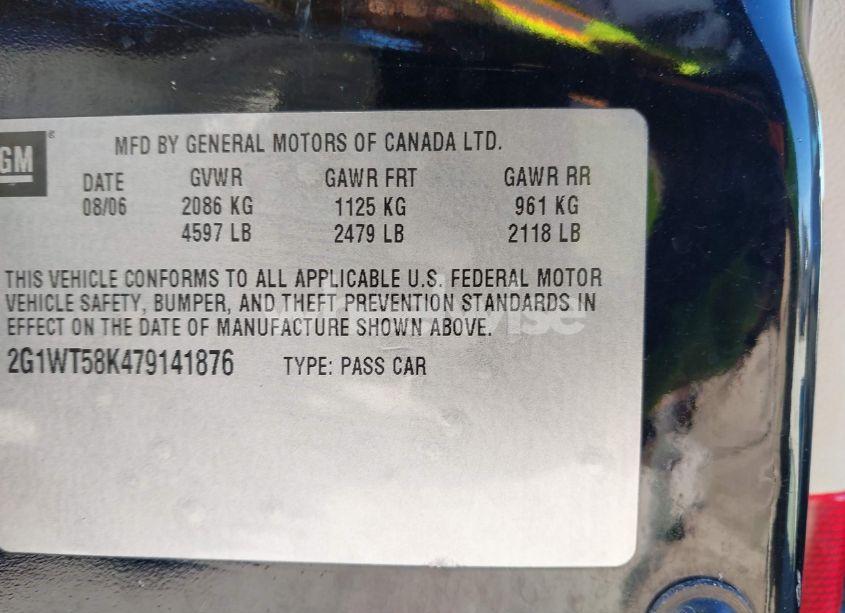 GM
MFD BY GENERAL MOTORS OF CANADA LTD.
DATE GVWR GAWR FRT GAWR RR
08/06 2086 KG 1125 KG 961 KG
4597 LB 2479 LB 2118 LB
THIS VEHICLE CONFORMS TO ALL APPLICABLE U.S. FEDERAL MOTOR
VEHICLE SAFETY, BUMPER, AND THEFT PREVENTION STANDARDS IN
EFFECT ON THE DATE OF MANUFACTURE SHOWN ABOVE.
2G1WT58K479141876 TYPE: PASS CAR